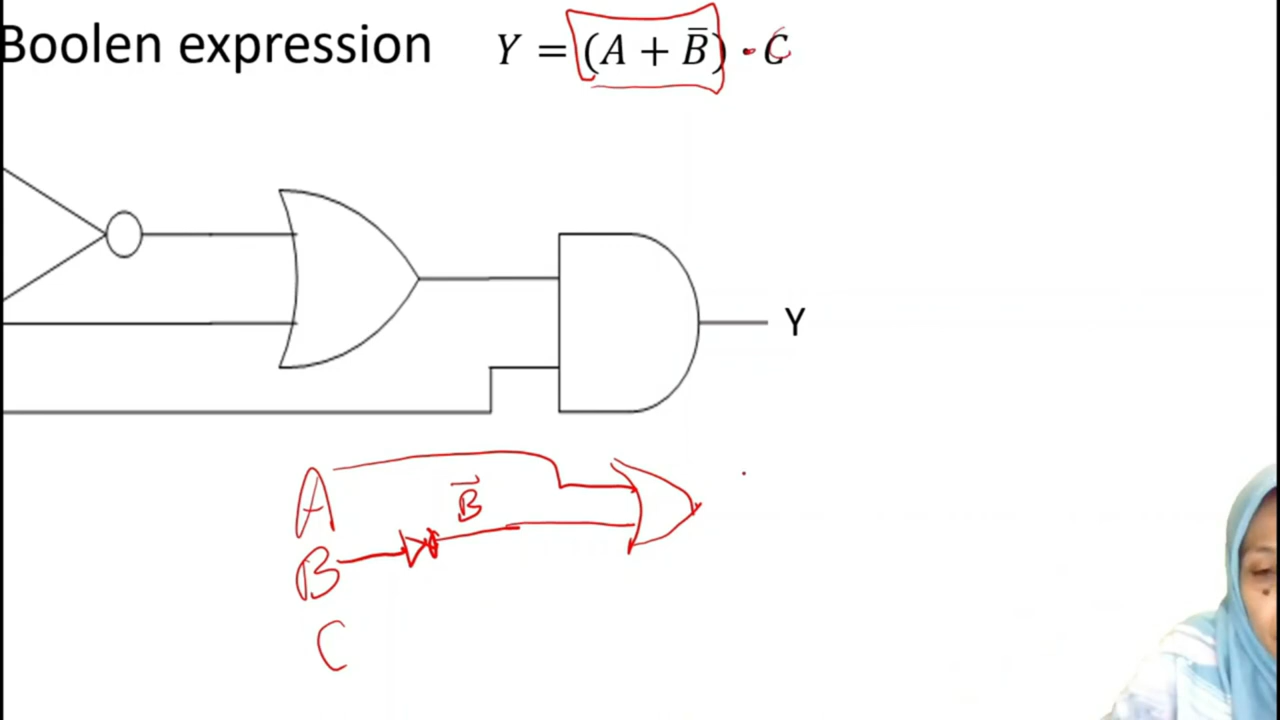 Boolen expression Y = (A + B̅) · C
Y
A
B̅
B
C